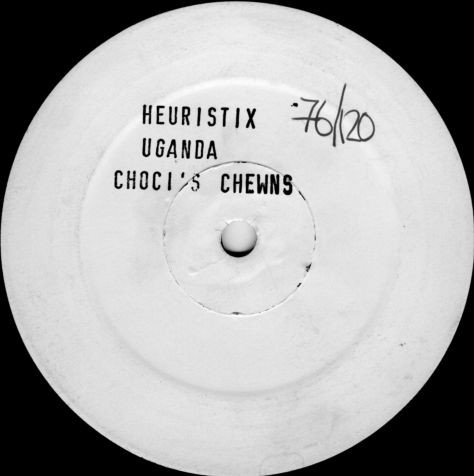 HEURISTIX 76/120
UGANDA
CHOCI'S CHEWNS